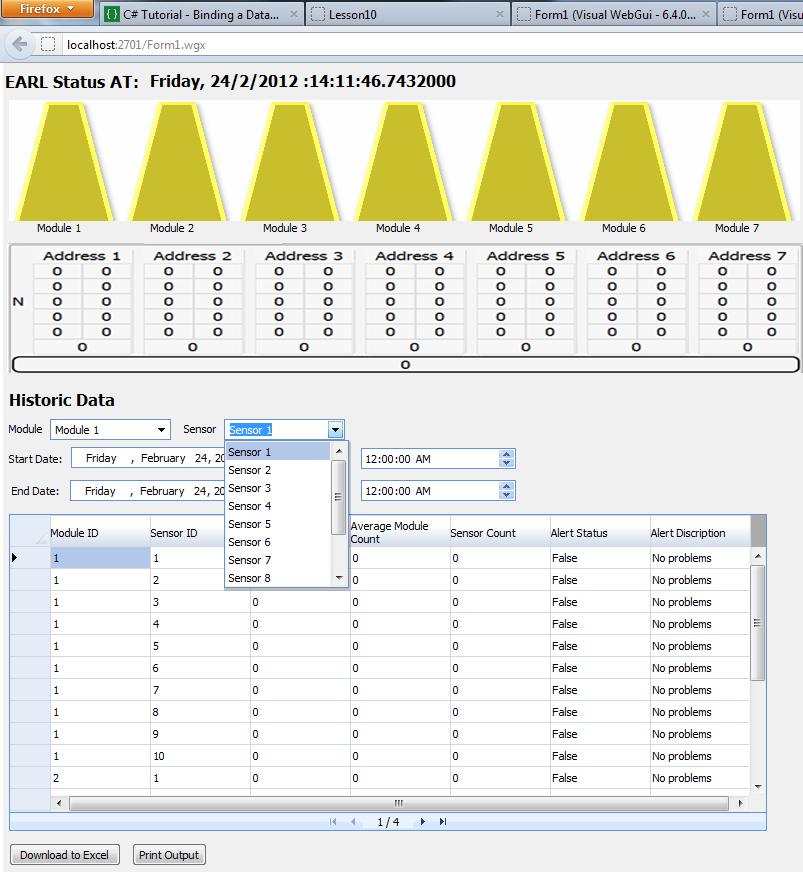 Firefox
C# Tutorial - Binding a Data...
Lesson10
Form1 (Visual WebGui - 6.4.0...
Form1 (Visu
localhost:2701/Form1.wgx
EARL Status AT: Friday, 24/2/2012 :14:11:46.7432000
Module 1 Module 2 Module 3 Module 4 Module 5 Module 6 Module 7
Address 1 Address 2 Address 3 Address 4 Address 5 Address 6 Address 7
0 0 0 0 0 0 0 0 0 0 0 0 0 0
0 0 0 0 0 0 0 0 0 0 0 0 0 0
N 0 0 0 0 0 0 0 0 0 0 0 0 0 0
0 0 0 0 0 0 0 0 0 0 0 0 0 0
0 0 0 0 0 0 0 0 0 0 0 0 0 0
0 0 0 0 0 0 0
0
Historic Data
Module Module 1 Sensor Sensor 1
Sensor 1
Sensor 2
Sensor 3
Sensor 4
Sensor 5
Sensor 6
Sensor 7
Sensor 8
Start Date: Friday , February 24, 20 12:00:00 AM
End Date: Friday , February 24, 20 12:00:00 AM
Module ID Sensor ID Average Module Count Sensor Count Alert Status Alert Discription
1 1 0 0 False No problems
1 2 0 0 False No problems
1 3 0 0 0 False No problems
1 4 0 0 0 False No problems
1 5 0 0 0 False No problems
1 6 0 0 0 False No problems
1 7 0 0 0 False No problems
1 8 0 0 0 False No problems
1 9 0 0 0 False No problems
1 10 0 0 0 False No problems
2 1 0 0 0 False No problems
1 / 4
Download to Excel Print Output